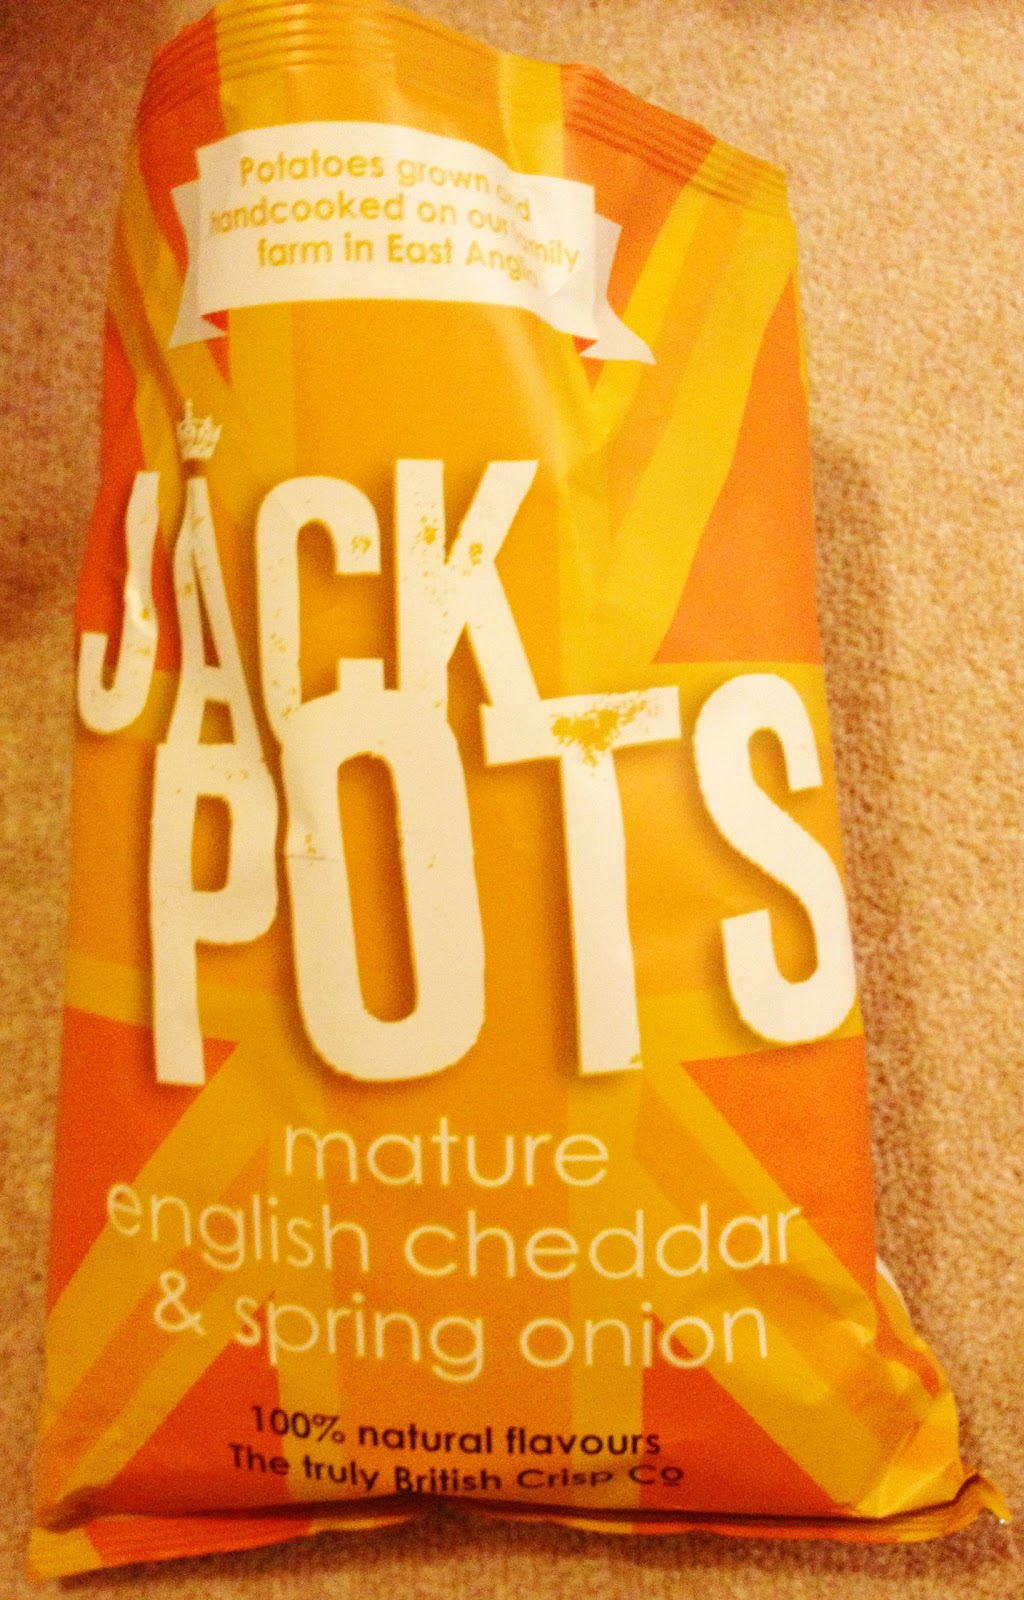 Potatoes grown and
handcooked on our family
farm in East Anglia
JACK
POTS
mature
english cheddar
& spring onion
100% natural flavours
The truly British Crisp Co